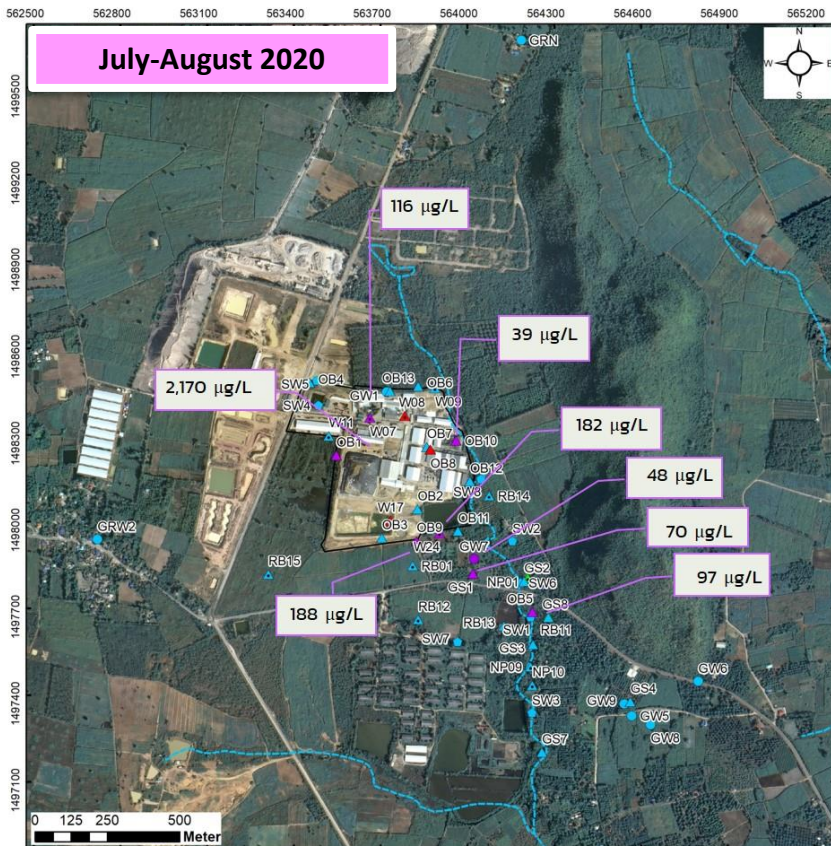 562500 562800 563100 563400 563700 564000 564300 564600 564900 565200
July-August 2020
GRN
N
W E
S
1499500
1499200
1498900
1498600
1498300
1498000
1497700
1497400
1497100
116 µg/L
39 µg/L
2,170 µg/L
182 µg/L
48 µg/L
70 µg/L
97 µg/L
188 µg/L
SW5
OB4
OB13
OB6
GW1
W08
W09
SW4
W07
W11
OB1
OB7
OB10
OB8
OB12
SW8
RB14
W17
OB2
OB3
OB9
OB11
SW2
W24
GW7
GRW2
RB15
RB01
GS1
GS2
NP01
SW6
OB5
GS8
RB12
RB13
SW1
RB11
SW7
GS3
NP09
NP10
SW3
GS7
GW6
GS4
GW9
GW5
GW8
0 125 250 500
Meter